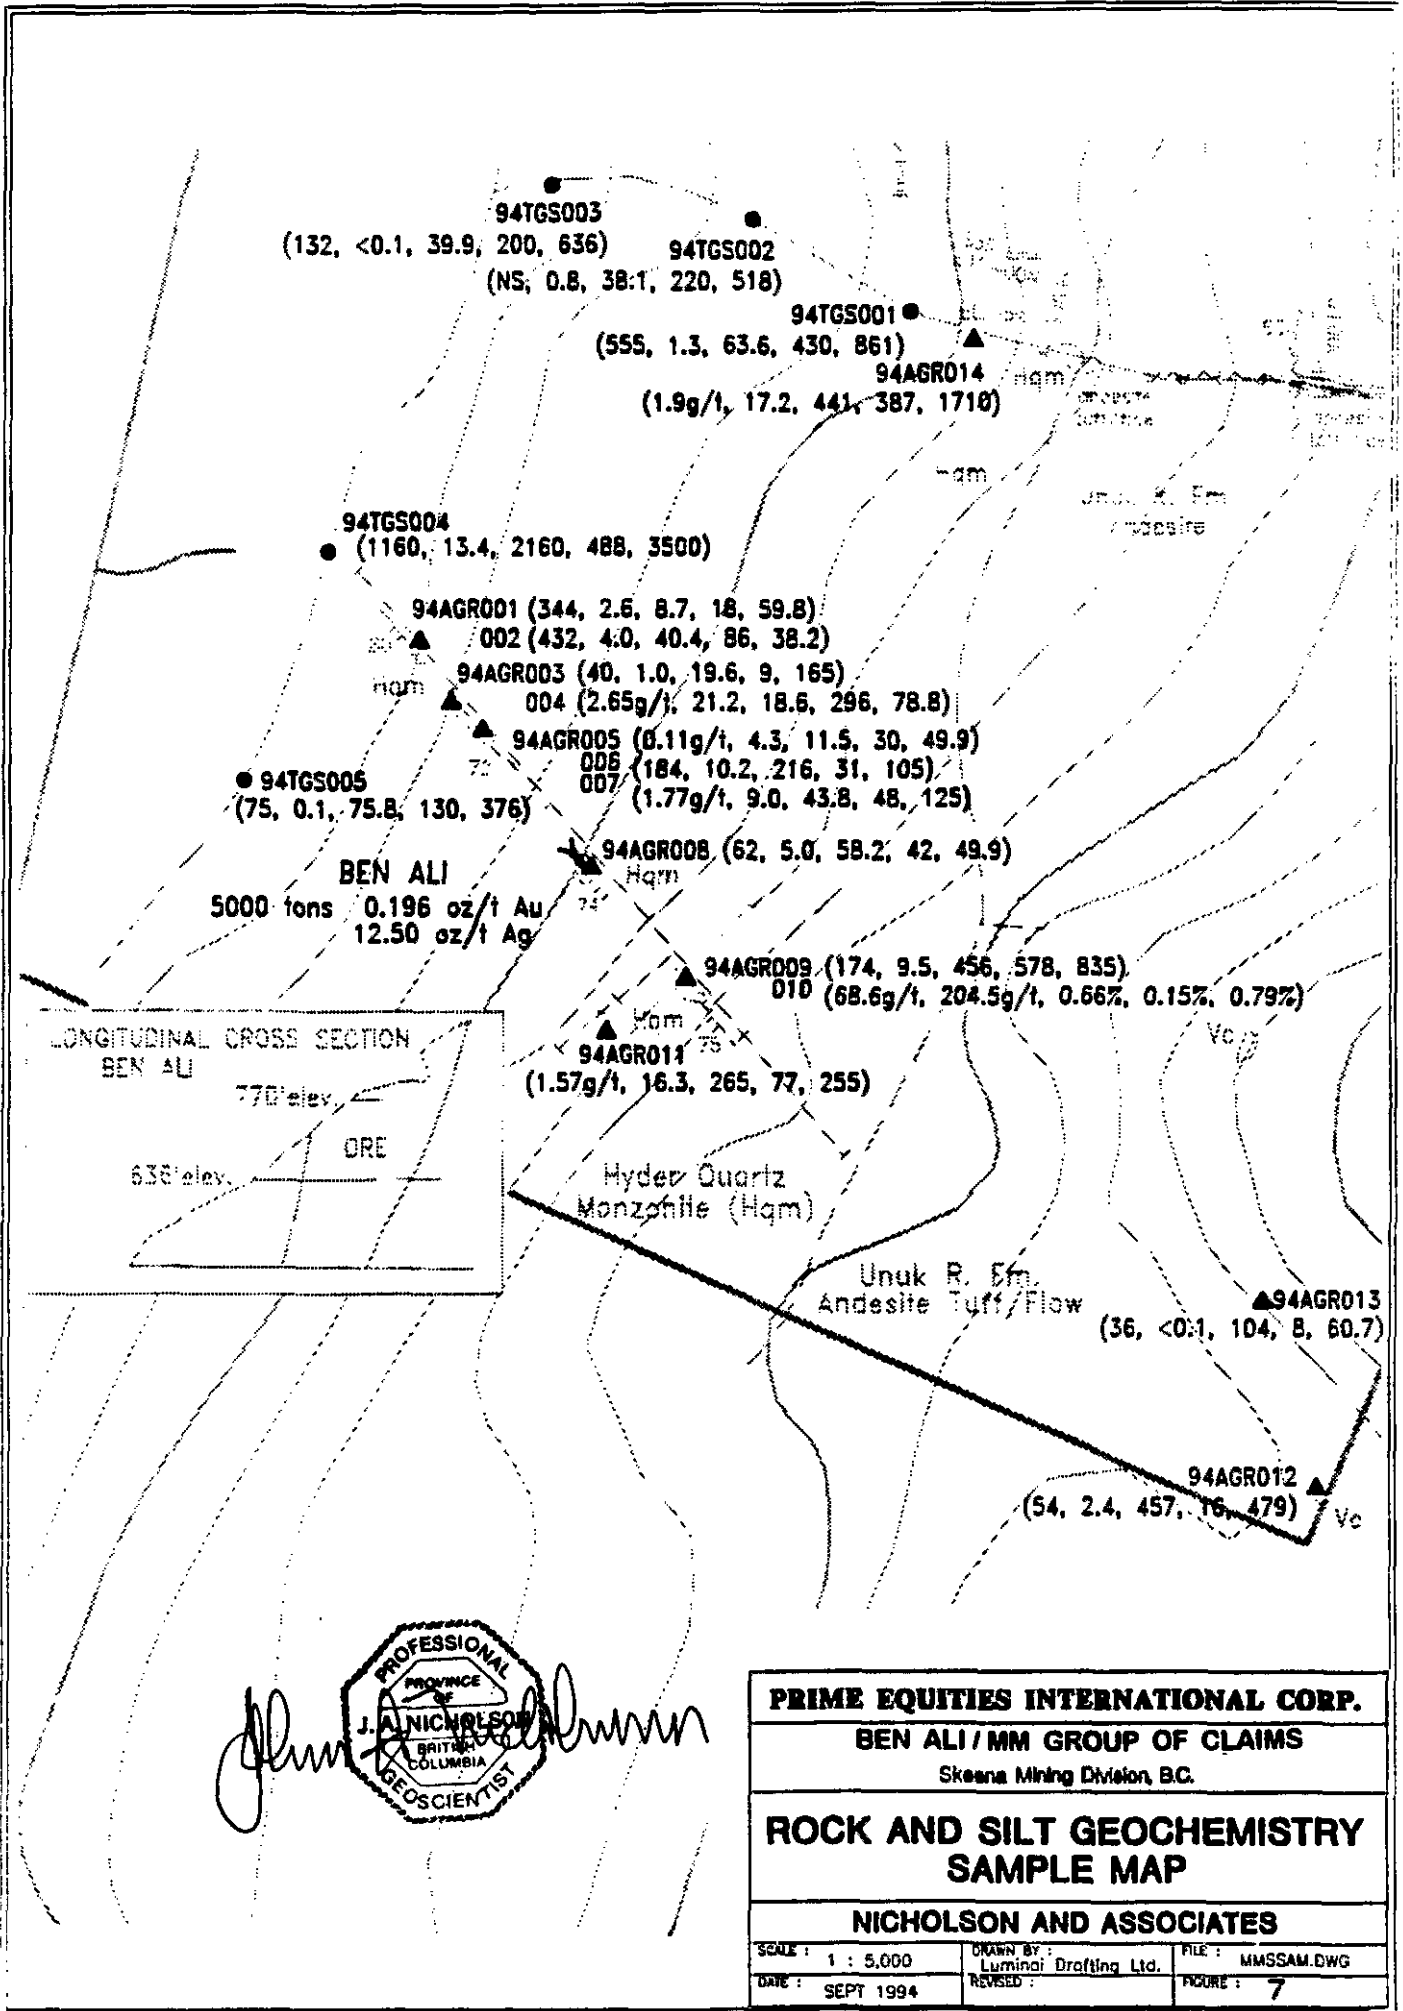 94TGS003
(132, <0.1, 39.9, 200, 636)
94TGS002
(NS, 0.8, 38.1, 220, 518)
94TGS001
(555, 1.3, 63.6, 430, 861)
94AGR014
(1.9g/t, 17.2, 441, 387, 1710)
Hqm
Hqm
Unuk R. Fm
Andesite
94TGS004
(1160, 13.4, 2160, 488, 3500)
94AGR001 (344, 2.6, 8.7, 18, 59.8)
002 (432, 4.0, 40.4, 86, 38.2)
Hqm
94AGR003 (40, 1.0, 19.6, 9, 165)
004 (2.65g/t, 21.2, 18.6, 296, 78.8)
94AGR005 (0.11g/t, 4.3, 11.5, 30, 49.9)
006 (184, 10.2, 216, 31, 105)
007 (1.77g/t, 9.0, 43.8, 48, 125)
94TGS005
(75, 0.1, 75.8, 130, 376)
94AGR008 (62, 5.0, 58.2, 42, 49.9)
Hqm
74
BEN ALI
5000 tons 0.196 oz/t Au
12.50 oz/t Ag
94AGR009 (174, 9.5, 456, 578, 835)
010 (68.6g/t, 204.5g/t, 0.66%, 0.15%, 0.79%)
Hqm
94AGR011
(1.57g/t, 16.3, 265, 77, 255)
LONGITUDINAL CROSS SECTION
BEN ALI
770'elev.
ORE
636'elev.
Hyder Quartz
Monzonite (Hqm)
Unuk R. Fm.
Andesite Tuff/Flow
Vc
94AGR013
(36, <0.1, 104, 8, 60.7)
94AGR012
(54, 2.4, 457, 16, 479)
Vc
PROFESSIONAL
PROVINCE
OF
J. A. NICHOLSON
BRITISH
COLUMBIA
GEOSCIENTIST
PRIME EQUITIES INTERNATIONAL CORP.
BEN ALI / MM GROUP OF CLAIMS
Skeena Mining Division, B.C.
ROCK AND SILT GEOCHEMISTRY
SAMPLE MAP
NICHOLSON AND ASSOCIATES
SCALE : 1 : 5,000
DRAWN BY : Luminai Drafting Ltd.
FILE : MMSSAM.DWG
DATE : SEPT 1994
REVISED :
FIGURE : 7